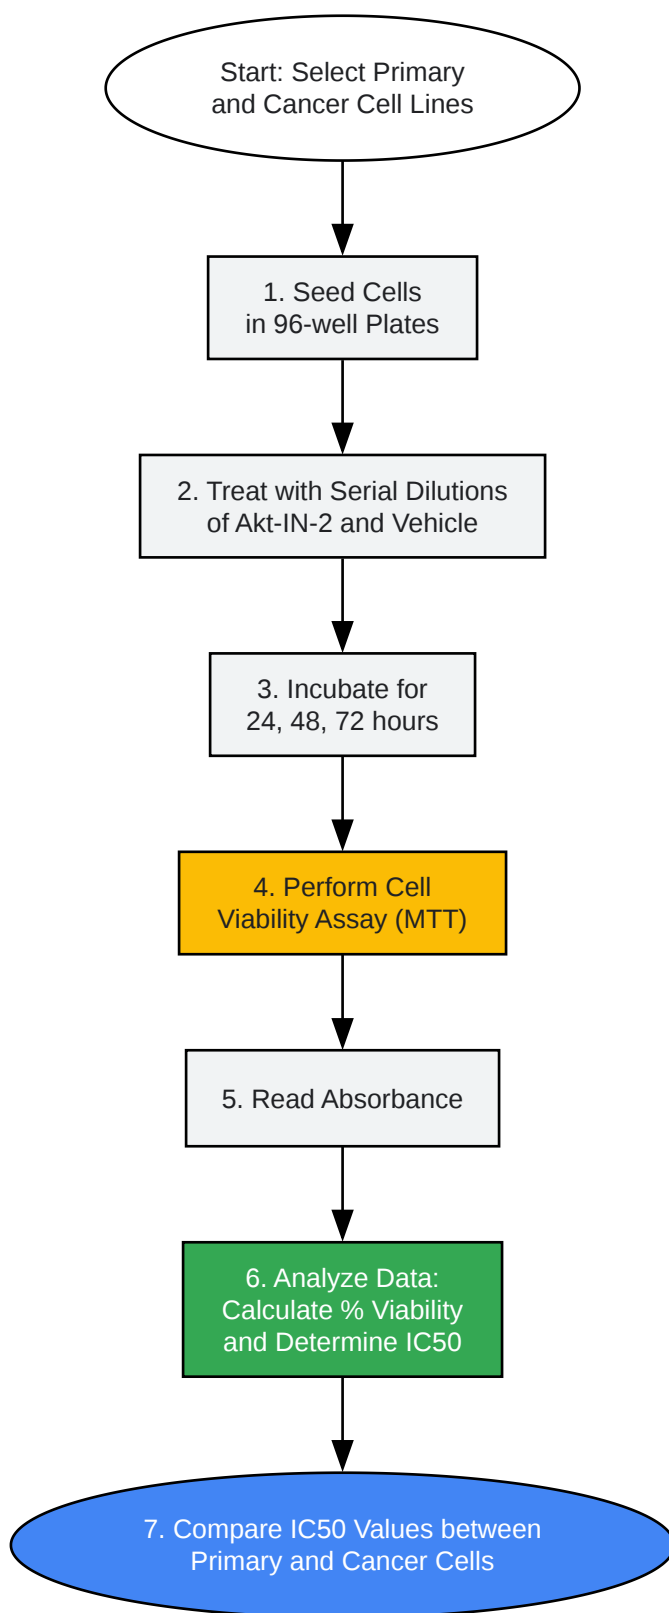 Start: Select Primary
and Cancer Cell Lines
1. Seed Cells
in 96-well Plates
2. Treat with Serial Dilutions
of Akt-IN-2 and Vehicle
3. Incubate for
24, 48, 72 hours
4. Perform Cell
Viability Assay (MTT)
5. Read Absorbance
6. Analyze Data:
Calculate % Viability
and Determine IC50
7. Compare IC50 Values between
Primary and Cancer Cells